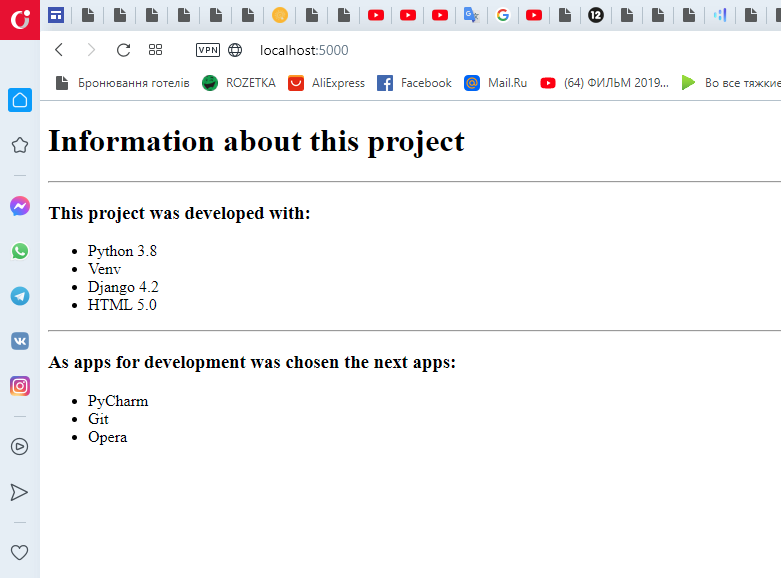 12
VPN
localhost:5000
Бронювання готелів ROZETKA AliExpress Facebook Mail.Ru (64) ФИЛЬМ 2019... Во все тяжкие
Information about this project
This project was developed with:
Python 3.8
Venv
Django 4.2
HTML 5.0
As apps for development was chosen the next apps:
PyCharm
Git
Opera